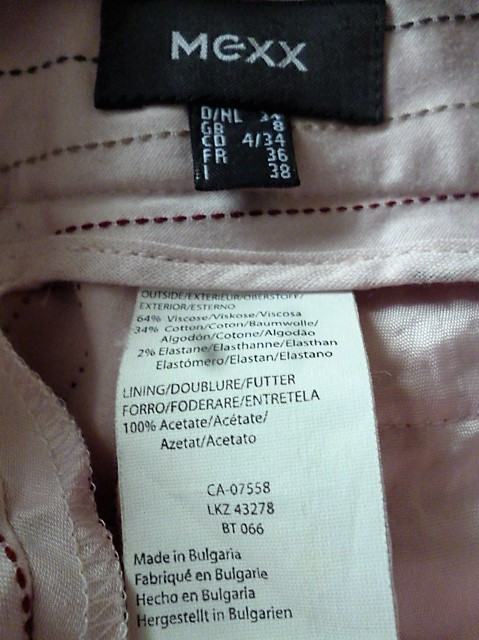 MEXX
D/NL 34
GB 8
CD 4/34
FR 36
I 38
OUTSIDE/EXTERIEUR/OBERSTOFF/
EXTERIOR/ESTERNO
64% Viscose/Viskose/Viscosa
34% Cotton/Coton/Baumwolle/
Algodón/Cotone/Algodão
2% Elastane/Elasthanne/Elasthan
Elastómero/Elastan/Elastano
LINING/DOUBLURE/FUTTER
FORRO/FODERARE/ENTRETELA
100% Acetate/Acétate/
Azetat/Acetato
CA-07558
LKZ 43278
BT 066
Made in Bulgaria
Fabriqué en Bulgarie
Hecho en Bulgaria
Hergestellt in Bulgarien